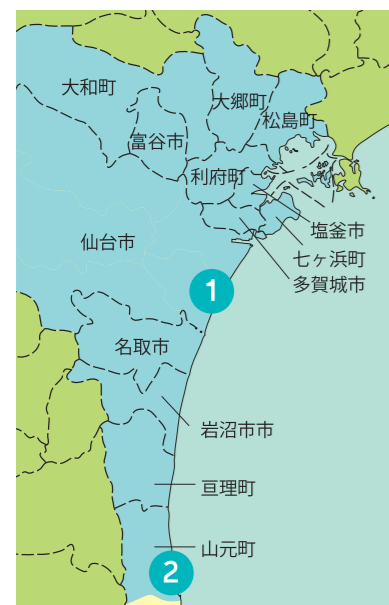 大和町
大郷町
松島町
富谷市
利府町
塩釜市
仙台市
七ヶ浜町
多賀城市
1
名取市
岩沼市市
亘理町
山元町
2